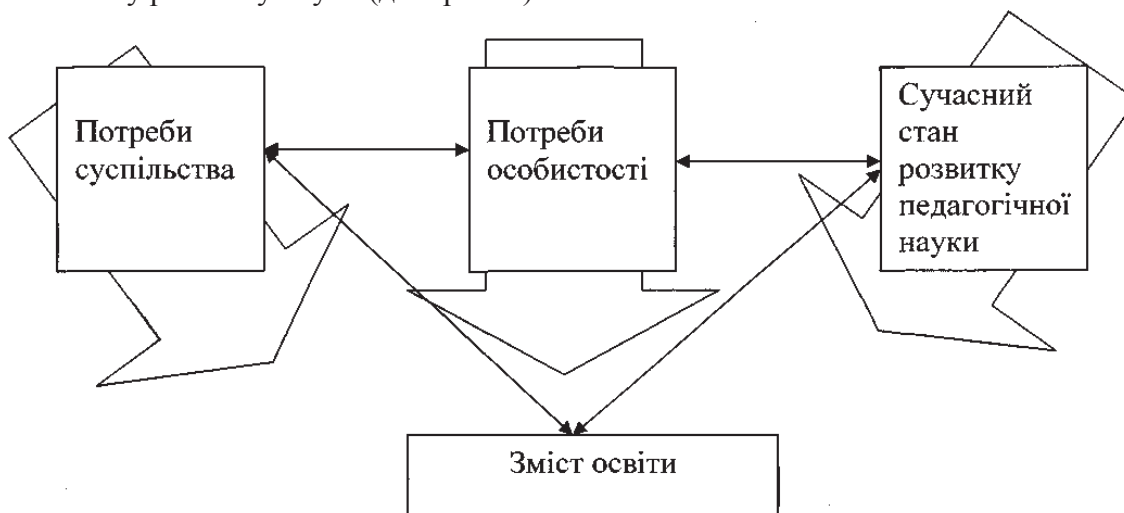 Потреби
суспільства
Потреби
особистості
Сучасний
стан
розвитку
педагогічної
науки
Зміст освіти